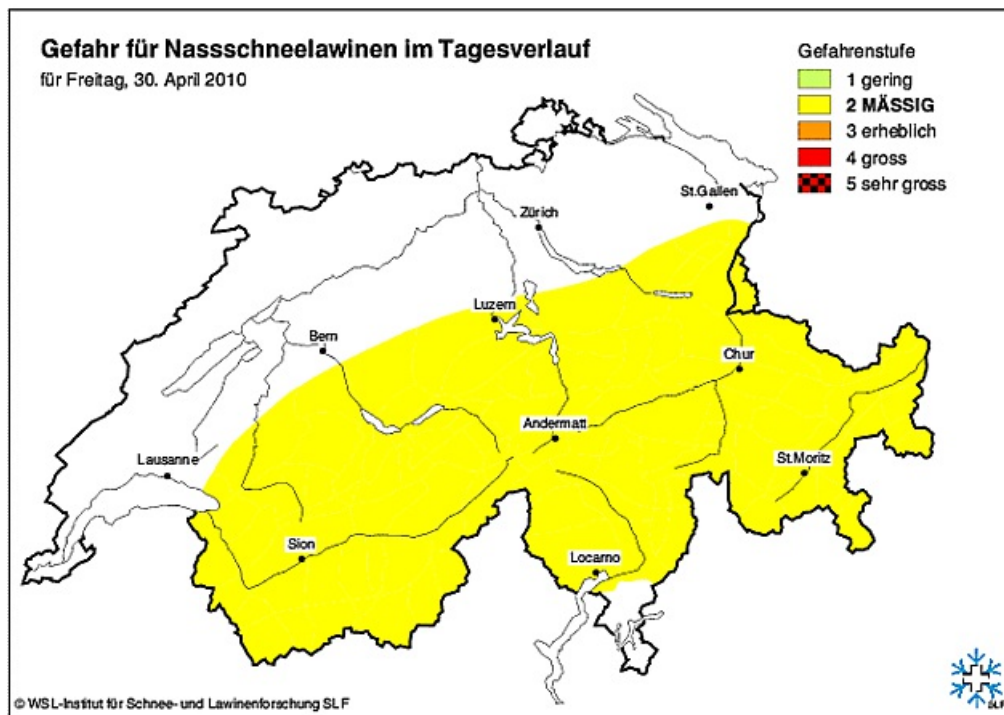 Gefahr für Nassschneelawinen im Tagesverlauf
für Freitag, 30. April 2010
Gefahrenstufe
1 gering
2 MÄSSIG
3 erheblich
4 gross
5 sehr gross
St.Gallen
Zürich
Luzern
Bern
Chur
Andermatt
Lausanne
St.Moritz
Sion
Locarno
© WSL-Institut für Schnee- und Lawinenforschung SLF
SLF